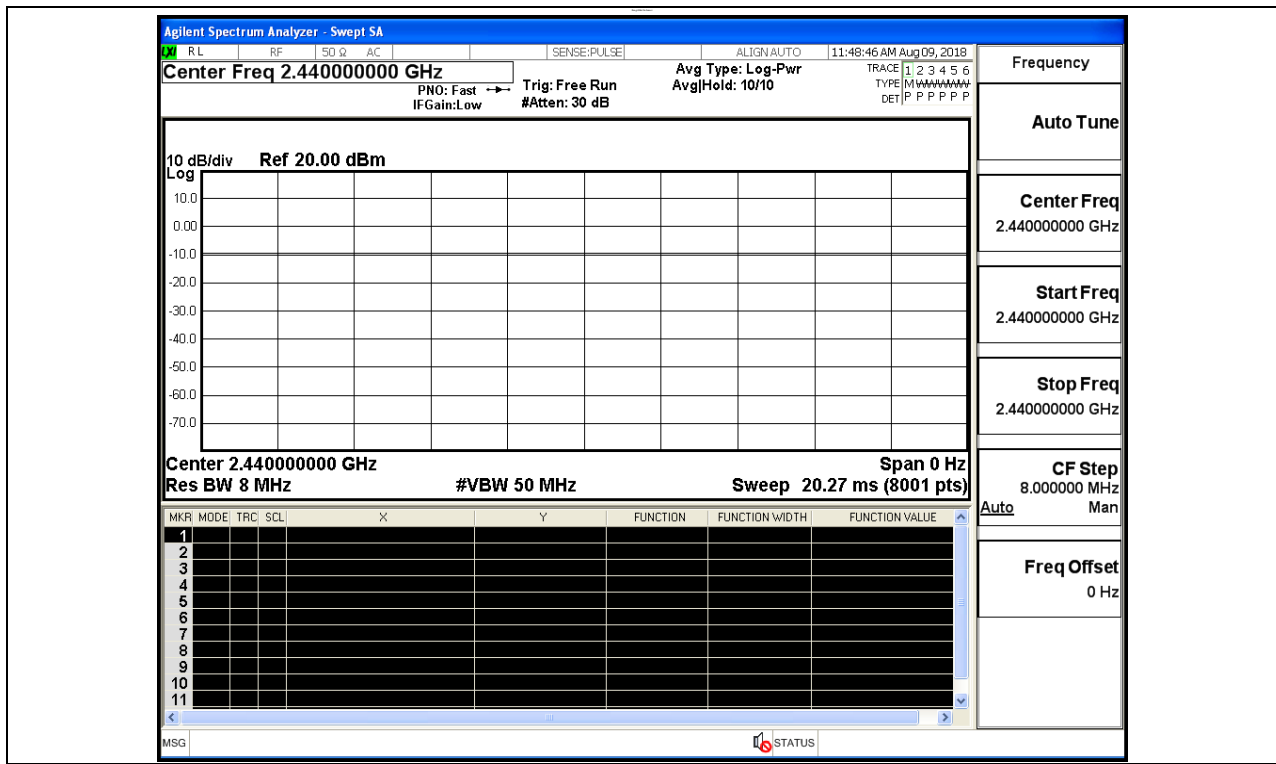 Agilent Spectrum Analyzer - Swept SA
LXI RL RF 50 Ω AC SENSE:PULSE ALIGN AUTO 11:48:46 AM Aug 09, 2018
Center Freq 2.440000000 GHz
PNO: Fast
IFGain:Low
Trig: Free Run
#Atten: 30 dB
Avg Type: Log-Pwr
Avg|Hold: 10/10
TRACE 1 2 3 4 5 6
TYPE M W W W W W
DET P P P P P P
10 dB/div Ref 20.00 dBm
Log
10.0
0.00
-10.0
-20.0
-30.0
-40.0
-50.0
-60.0
-70.0
Center 2.440000000 GHz Span 0 Hz
Res BW 8 MHz #VBW 50 MHz Sweep 20.27 ms (8001 pts)
MKR MODE TRC SCL X Y FUNCTION FUNCTION WIDTH FUNCTION VALUE
1
2
3
4
5
6
7
8
9
10
11
MSG STATUS
Frequency
Auto Tune
Center Freq
2.440000000 GHz
Start Freq
2.440000000 GHz
Stop Freq
2.440000000 GHz
CF Step
8.000000 MHz
Auto Man
Freq Offset
0 Hz